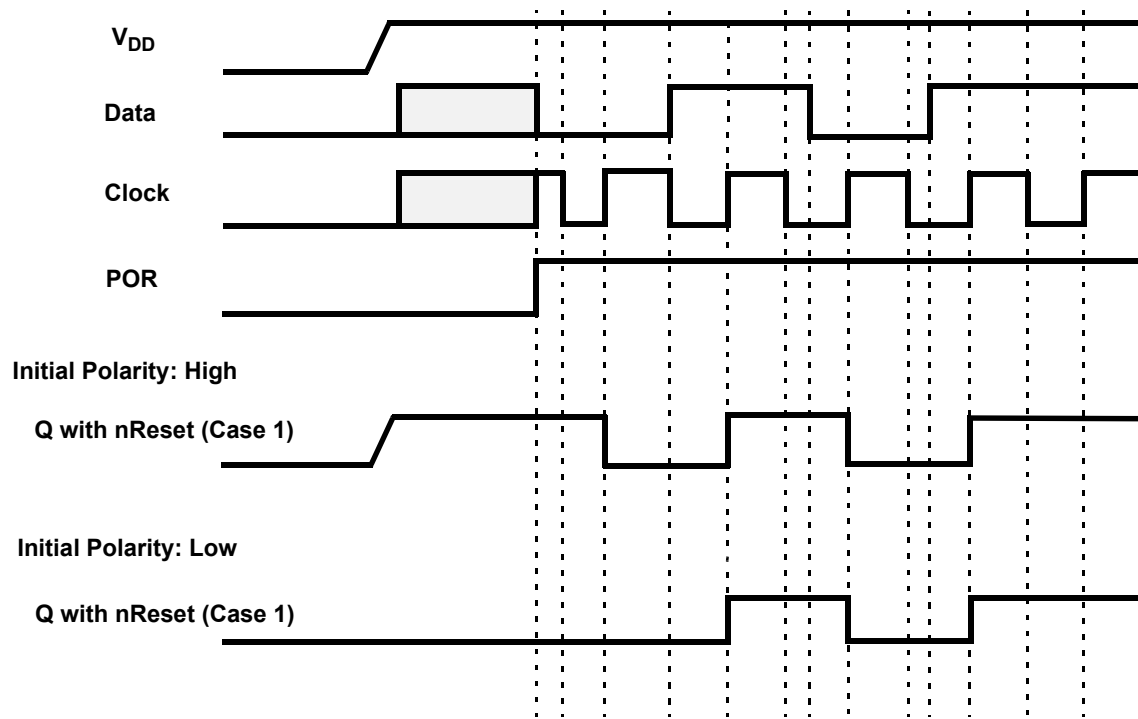 VDD
Data
Clock
POR
Initial Polarity: High
Q with nReset (Case 1)
Initial Polarity: Low
Q with nReset (Case 1)